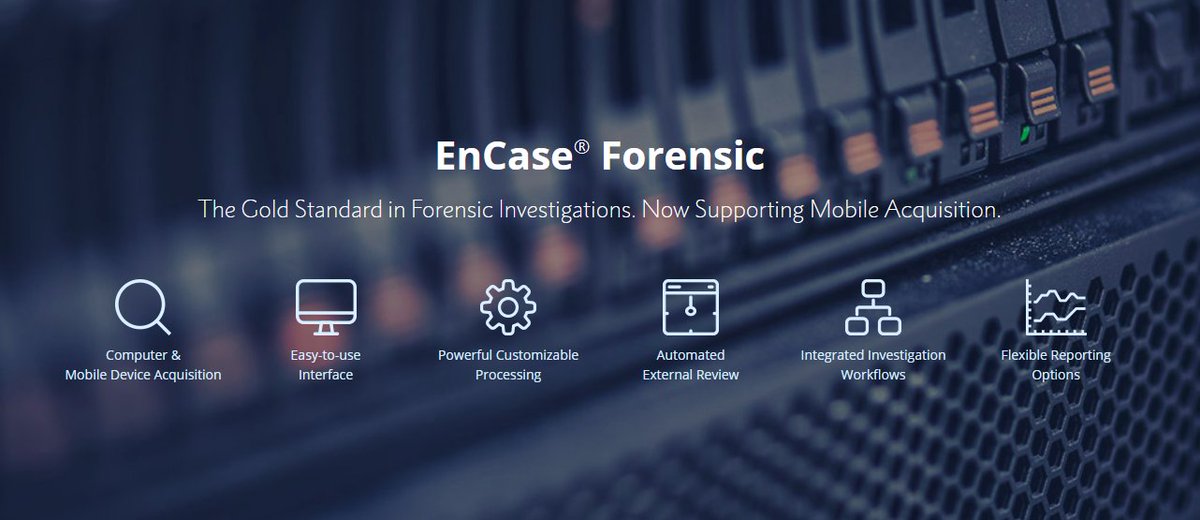 EnCase® Forensic
The Gold Standard in Forensic Investigations. Now Supporting Mobile Acquisition.
Computer &
Mobile Device Acquisition
Easy-to-use
Interface
Powerful Customizable
Processing
Automated
External Review
Integrated Investigation
Workflows
Flexible Reporting
Options